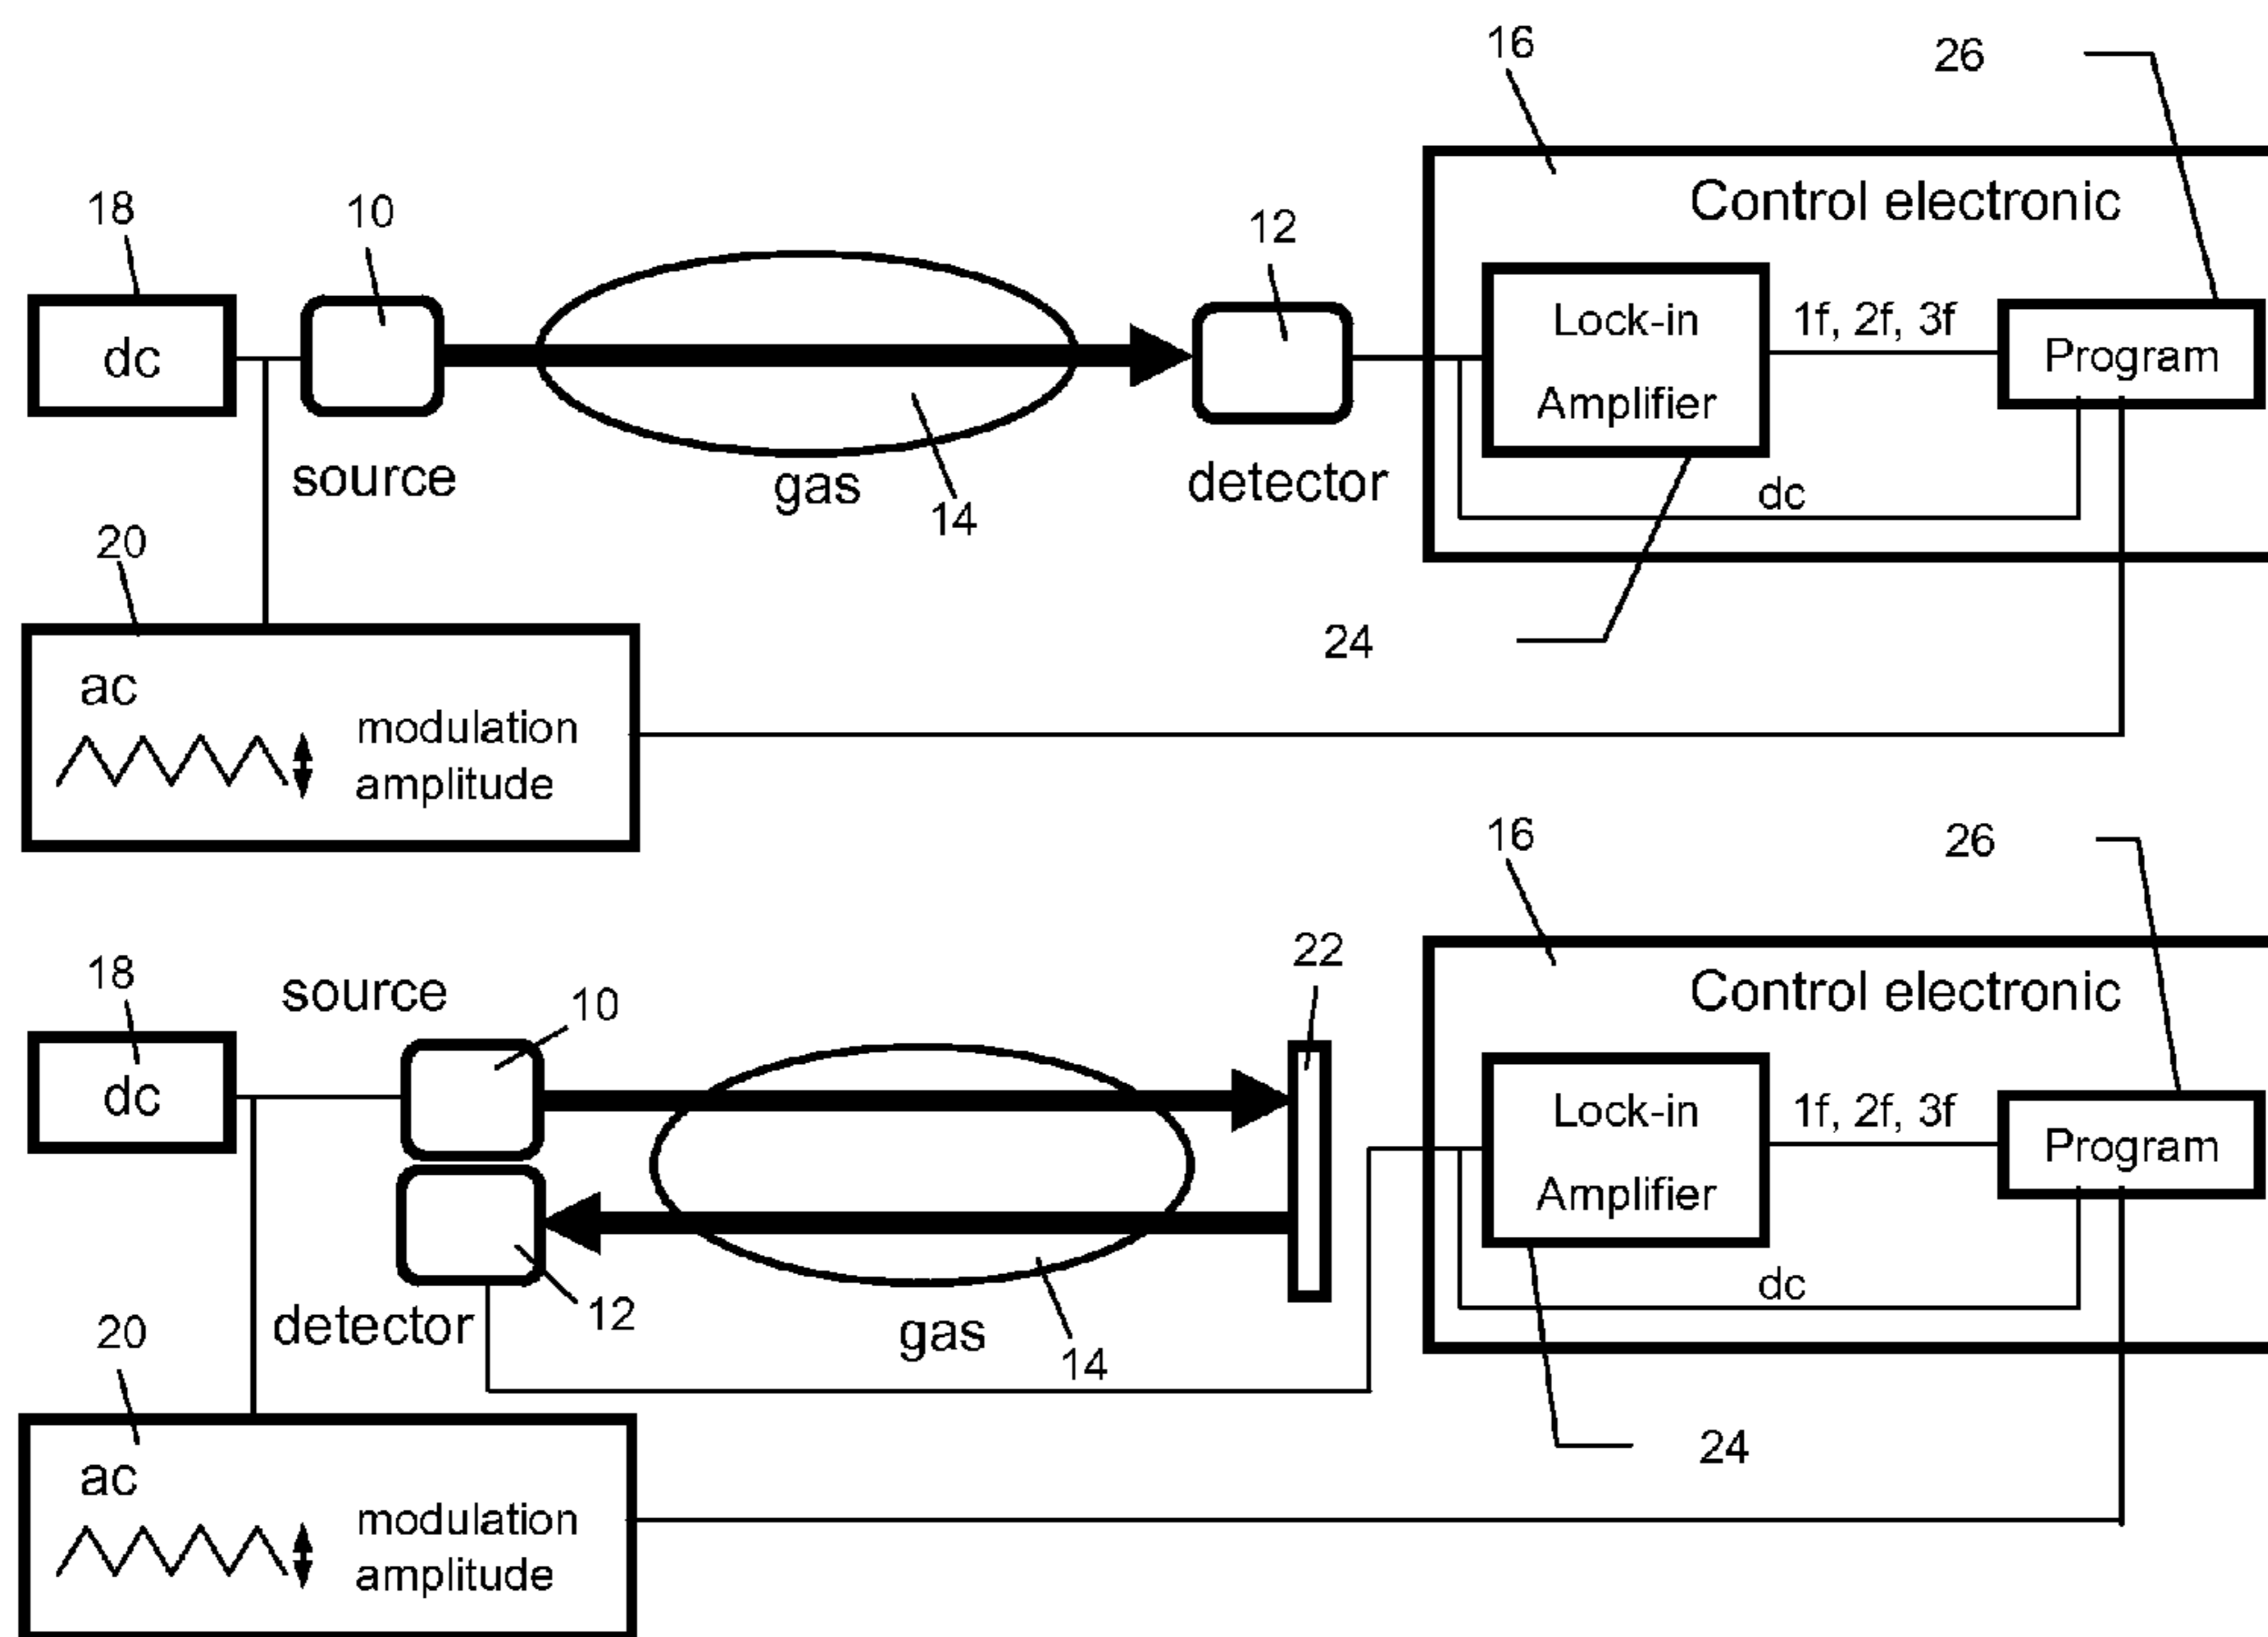 16
26
Control electronic
18
10
12
dc
Lock-in
Amplifier
1f, 2f, 3f
Program
source
gas
14
detector
dc
20
24
ac
modulation
amplitude
16
26
22
Control electronic
18
source
10
dc
Lock-in
Amplifier
1f, 2f, 3f
Program
dc
20
detector
12
gas
14
24
ac
modulation
amplitude